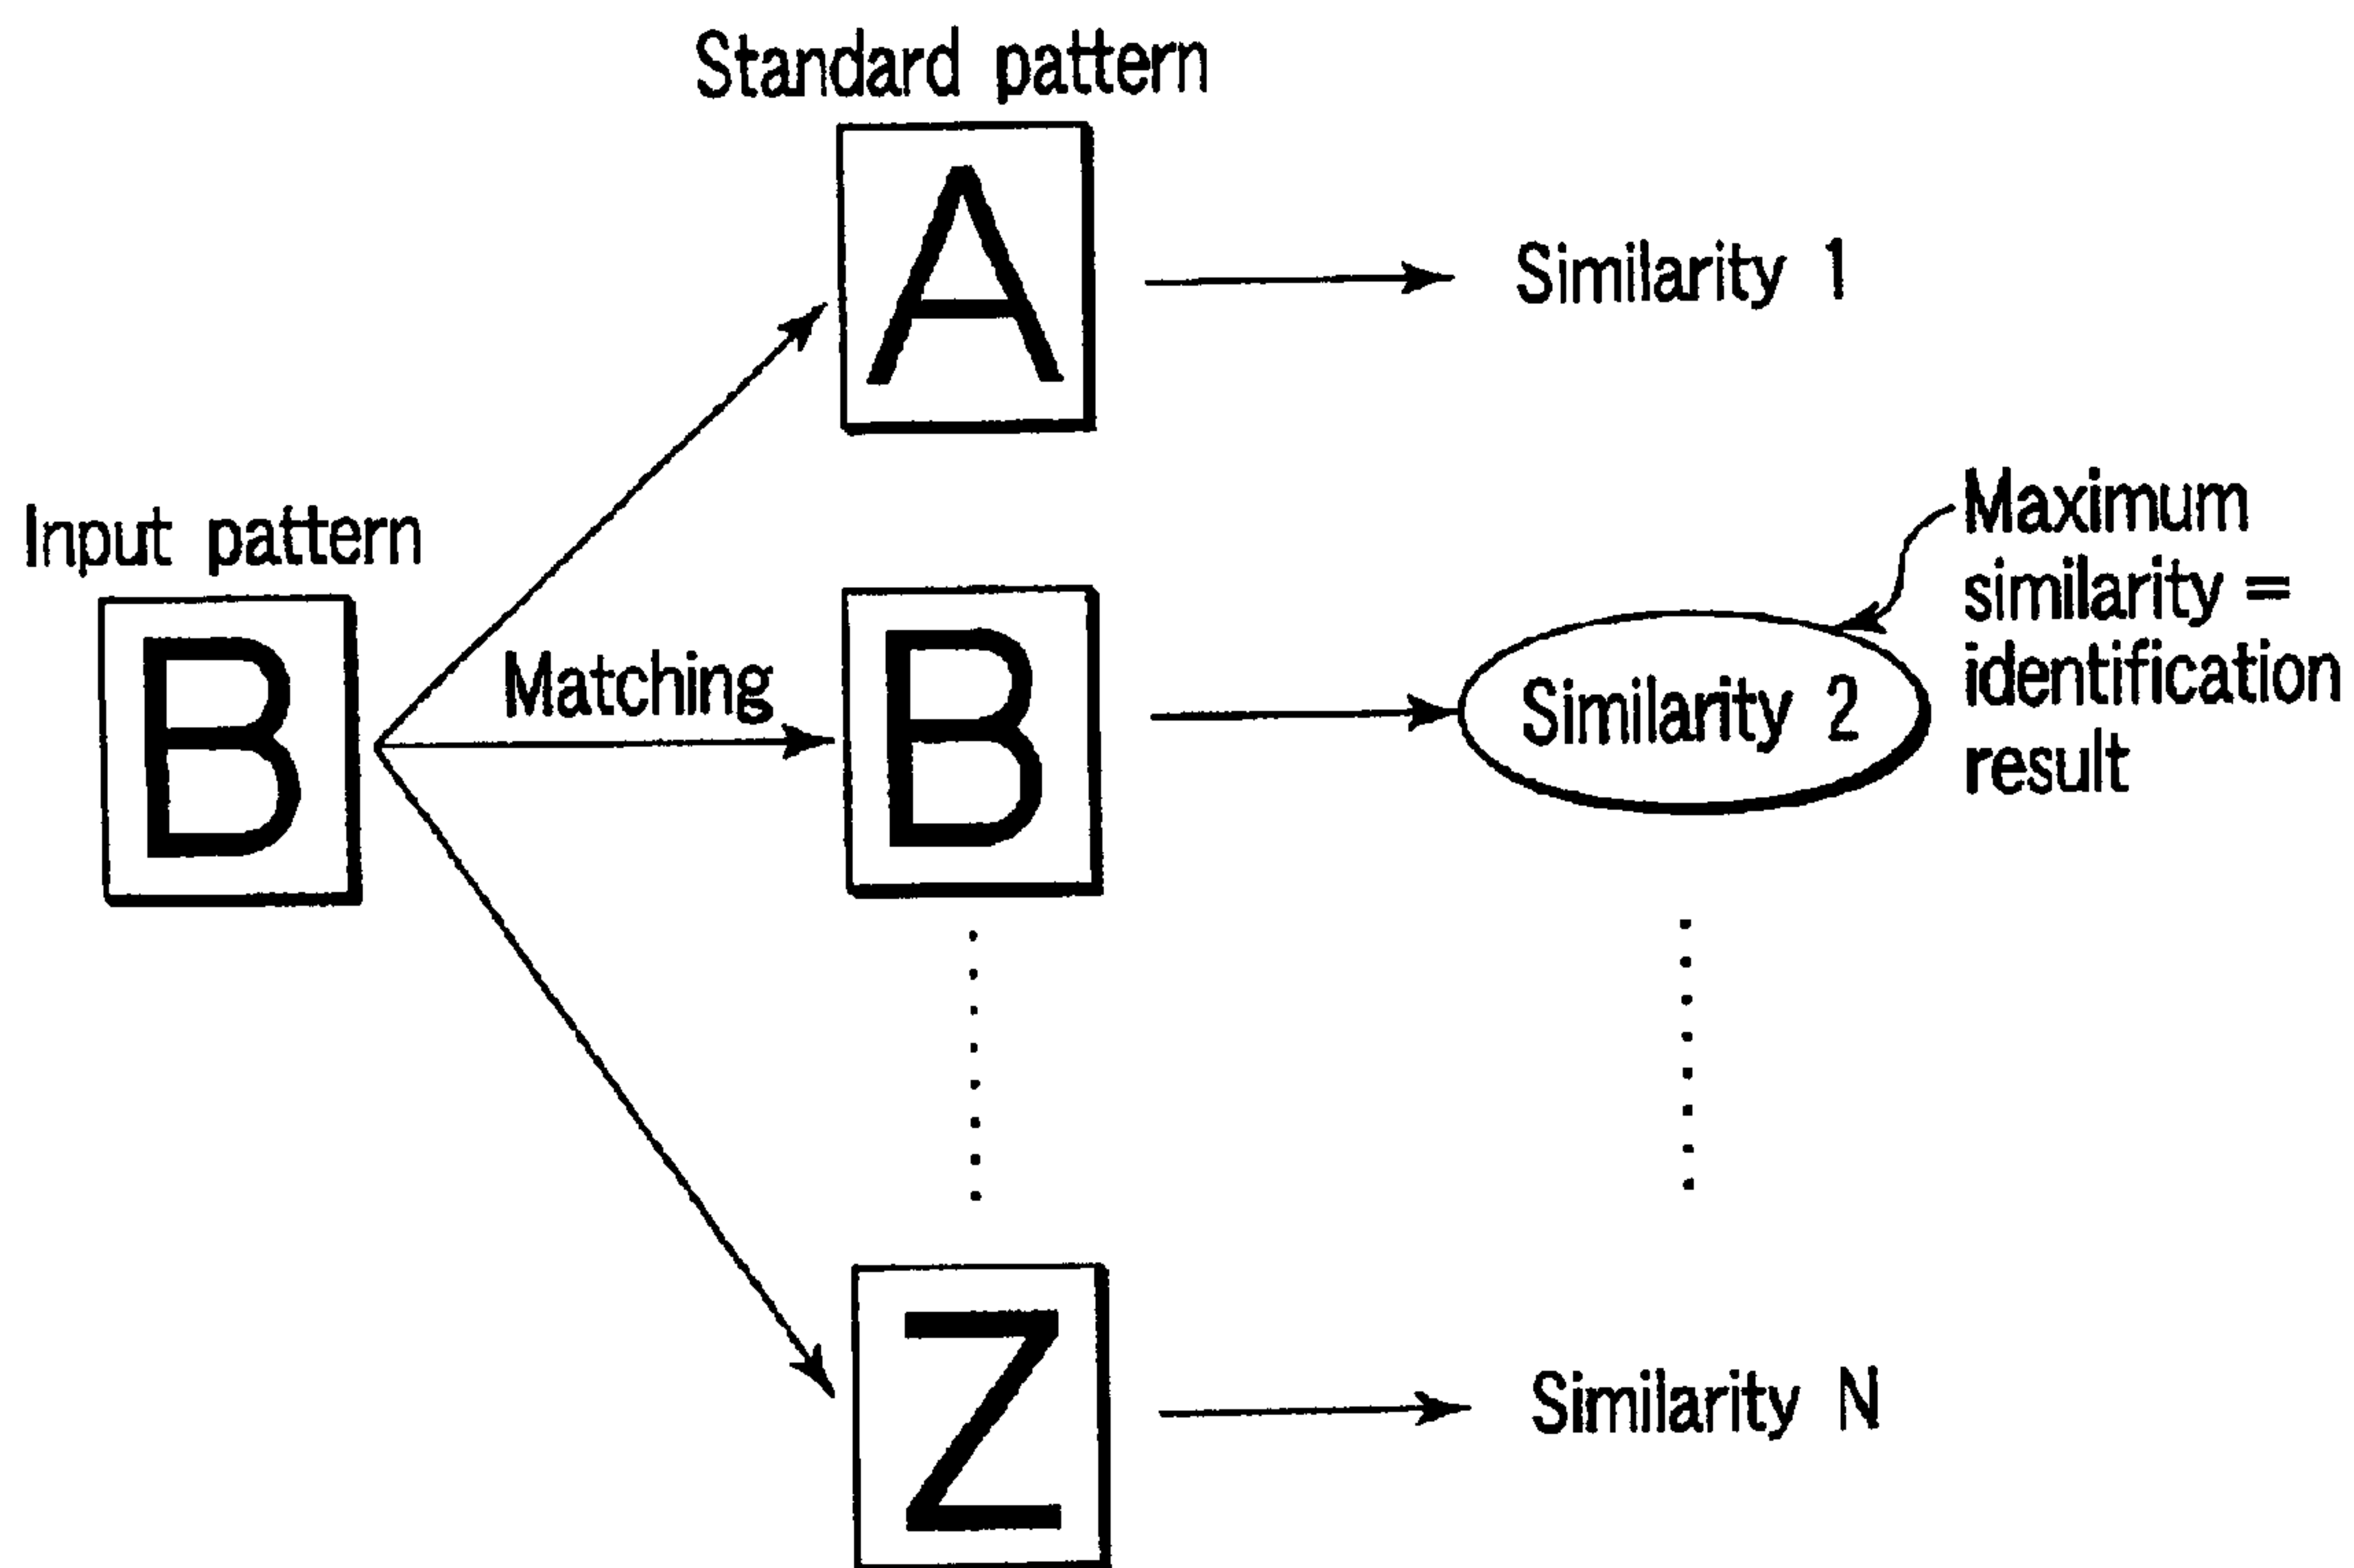 Standard pattern
A
Similarity 1
Input pattern
B
Matching
B
Similarity 2
Maximum
similarity =
identification
result
Z
Similarity N